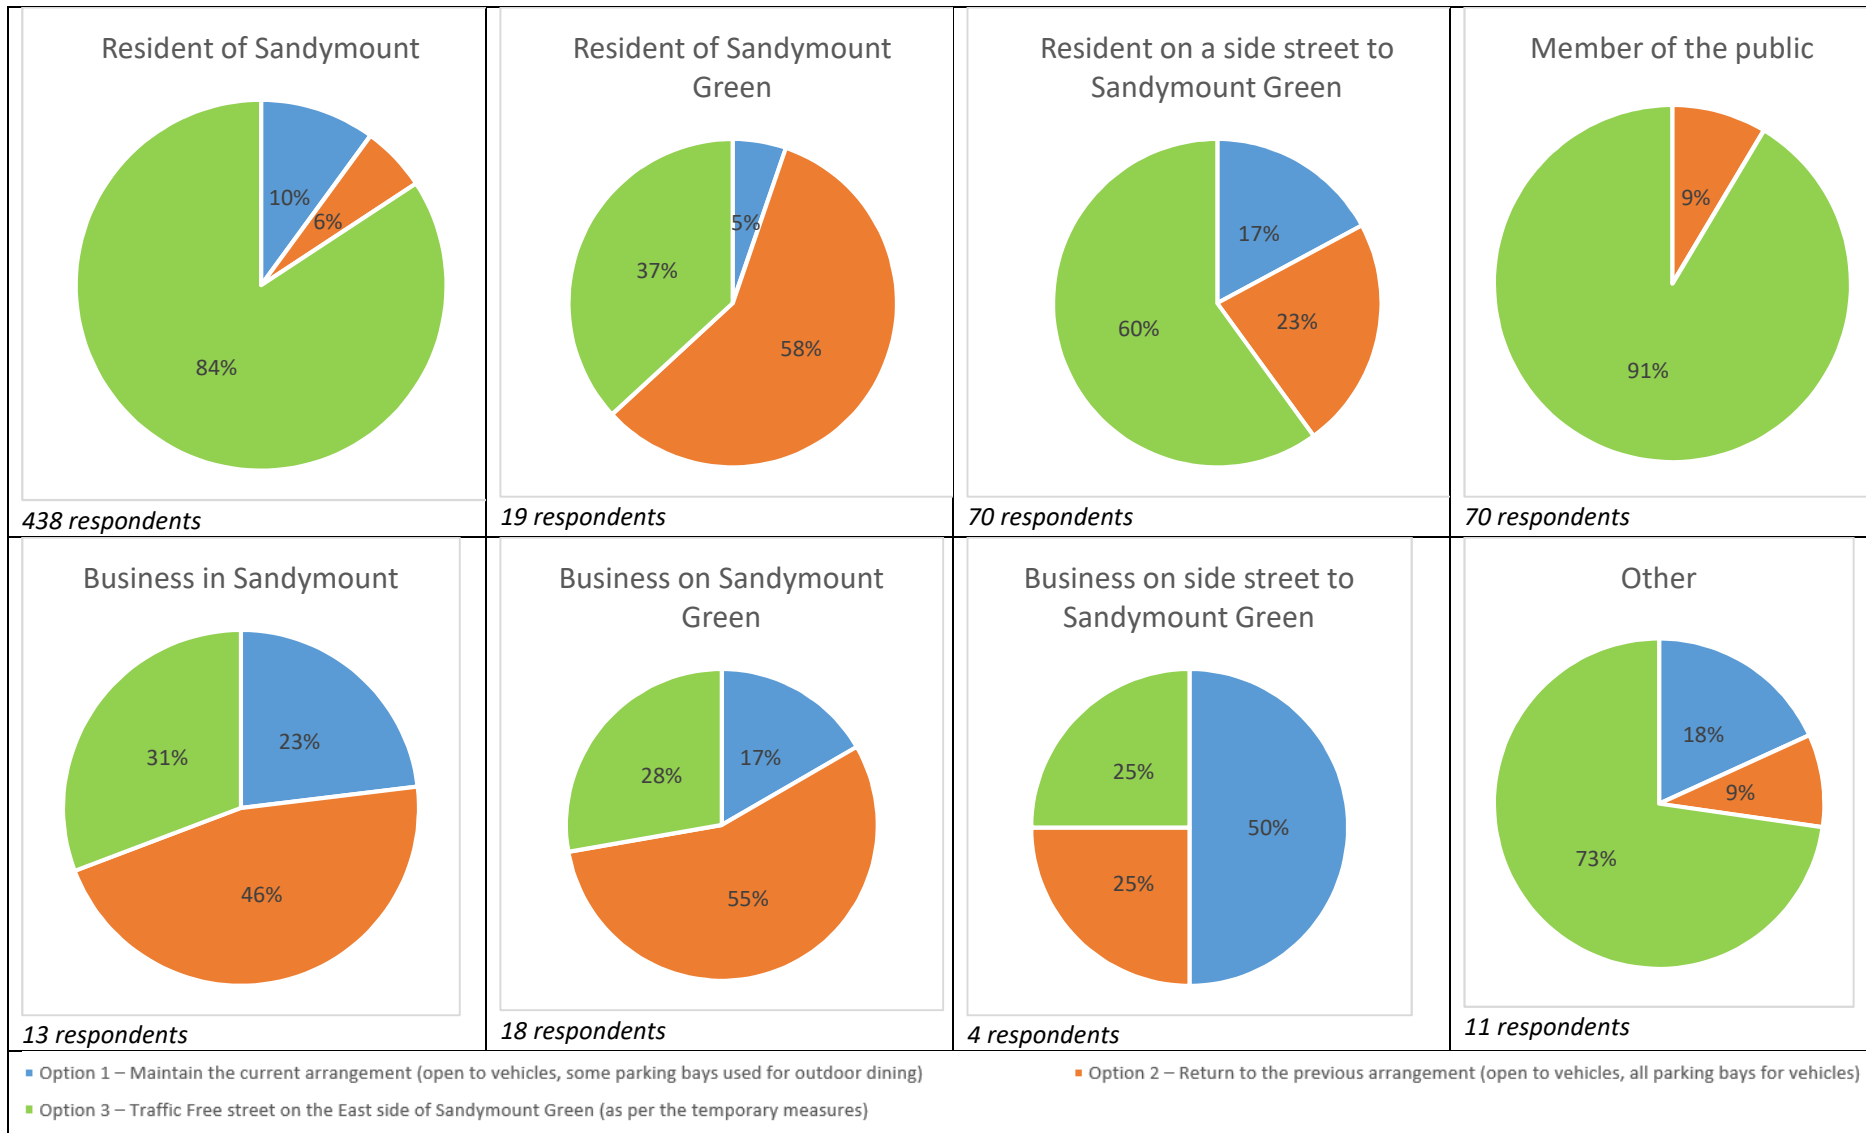 Resident of Sandymount
10%
6%
84%
438 respondents
Resident of Sandymount
Green
5%
37%
58%
19 respondents
Resident on a side street to
Sandymount Green
17%
23%
60%
70 respondents
Member of the public
9%
91%
70 respondents
Business in Sandymount
23%
31%
46%
13 respondents
Business on Sandymount
Green
17%
28%
55%
18 respondents
Business on side street to
Sandymount Green
25%
50%
25%
4 respondents
Other
18%
9%
73%
11 respondents
Option 1 – Maintain the current arrangement (open to vehicles, some parking bays used for outdoor dining)
Option 2 – Return to the previous arrangement (open to vehicles, all parking bays for vehicles)
Option 3 – Traffic Free street on the East side of Sandymount Green (as per the temporary measures)